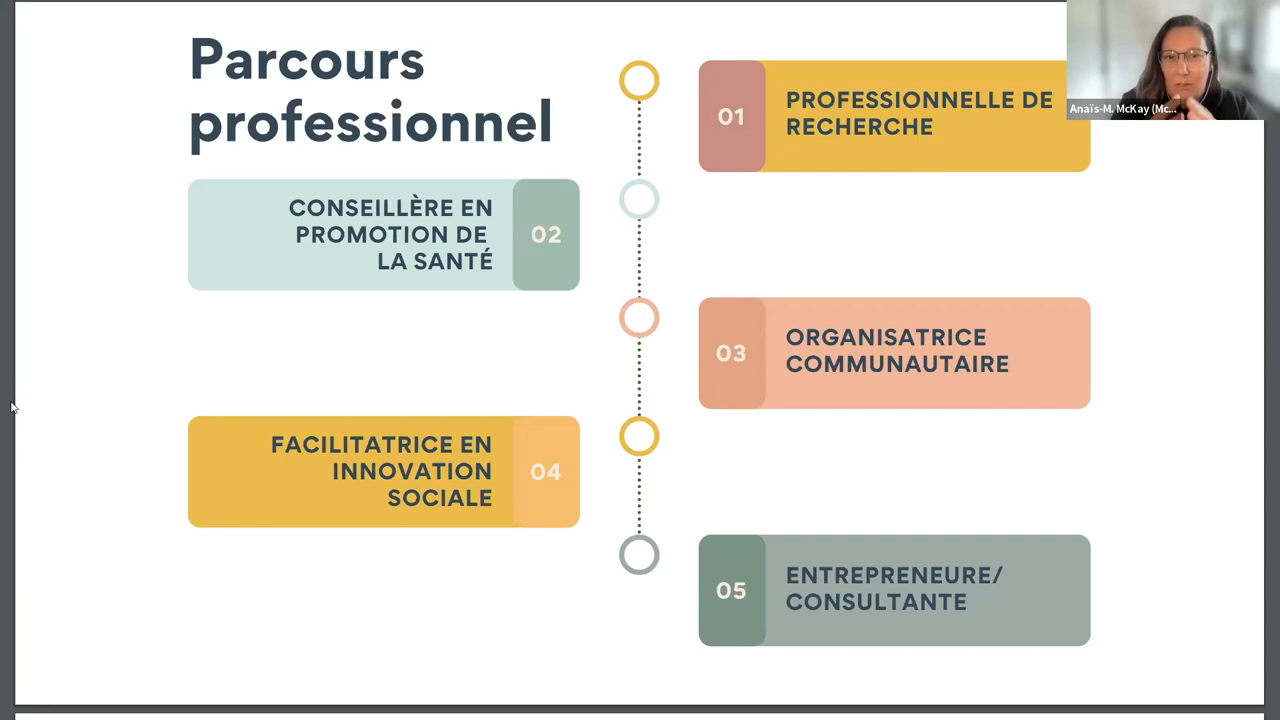 Parcours
professionnel
01
PROFESSIONNELLE DE
RECHERCHE
Anaïs-M. McKay (Mc...
CONSEILLÈRE EN
PROMOTION DE
LA SANTÉ
02
03
ORGANISATRICE
COMMUNAUTAIRE
FACILITATRICE EN
INNOVATION
SOCIALE
04
05
ENTREPRENEURE/
CONSULTANTE